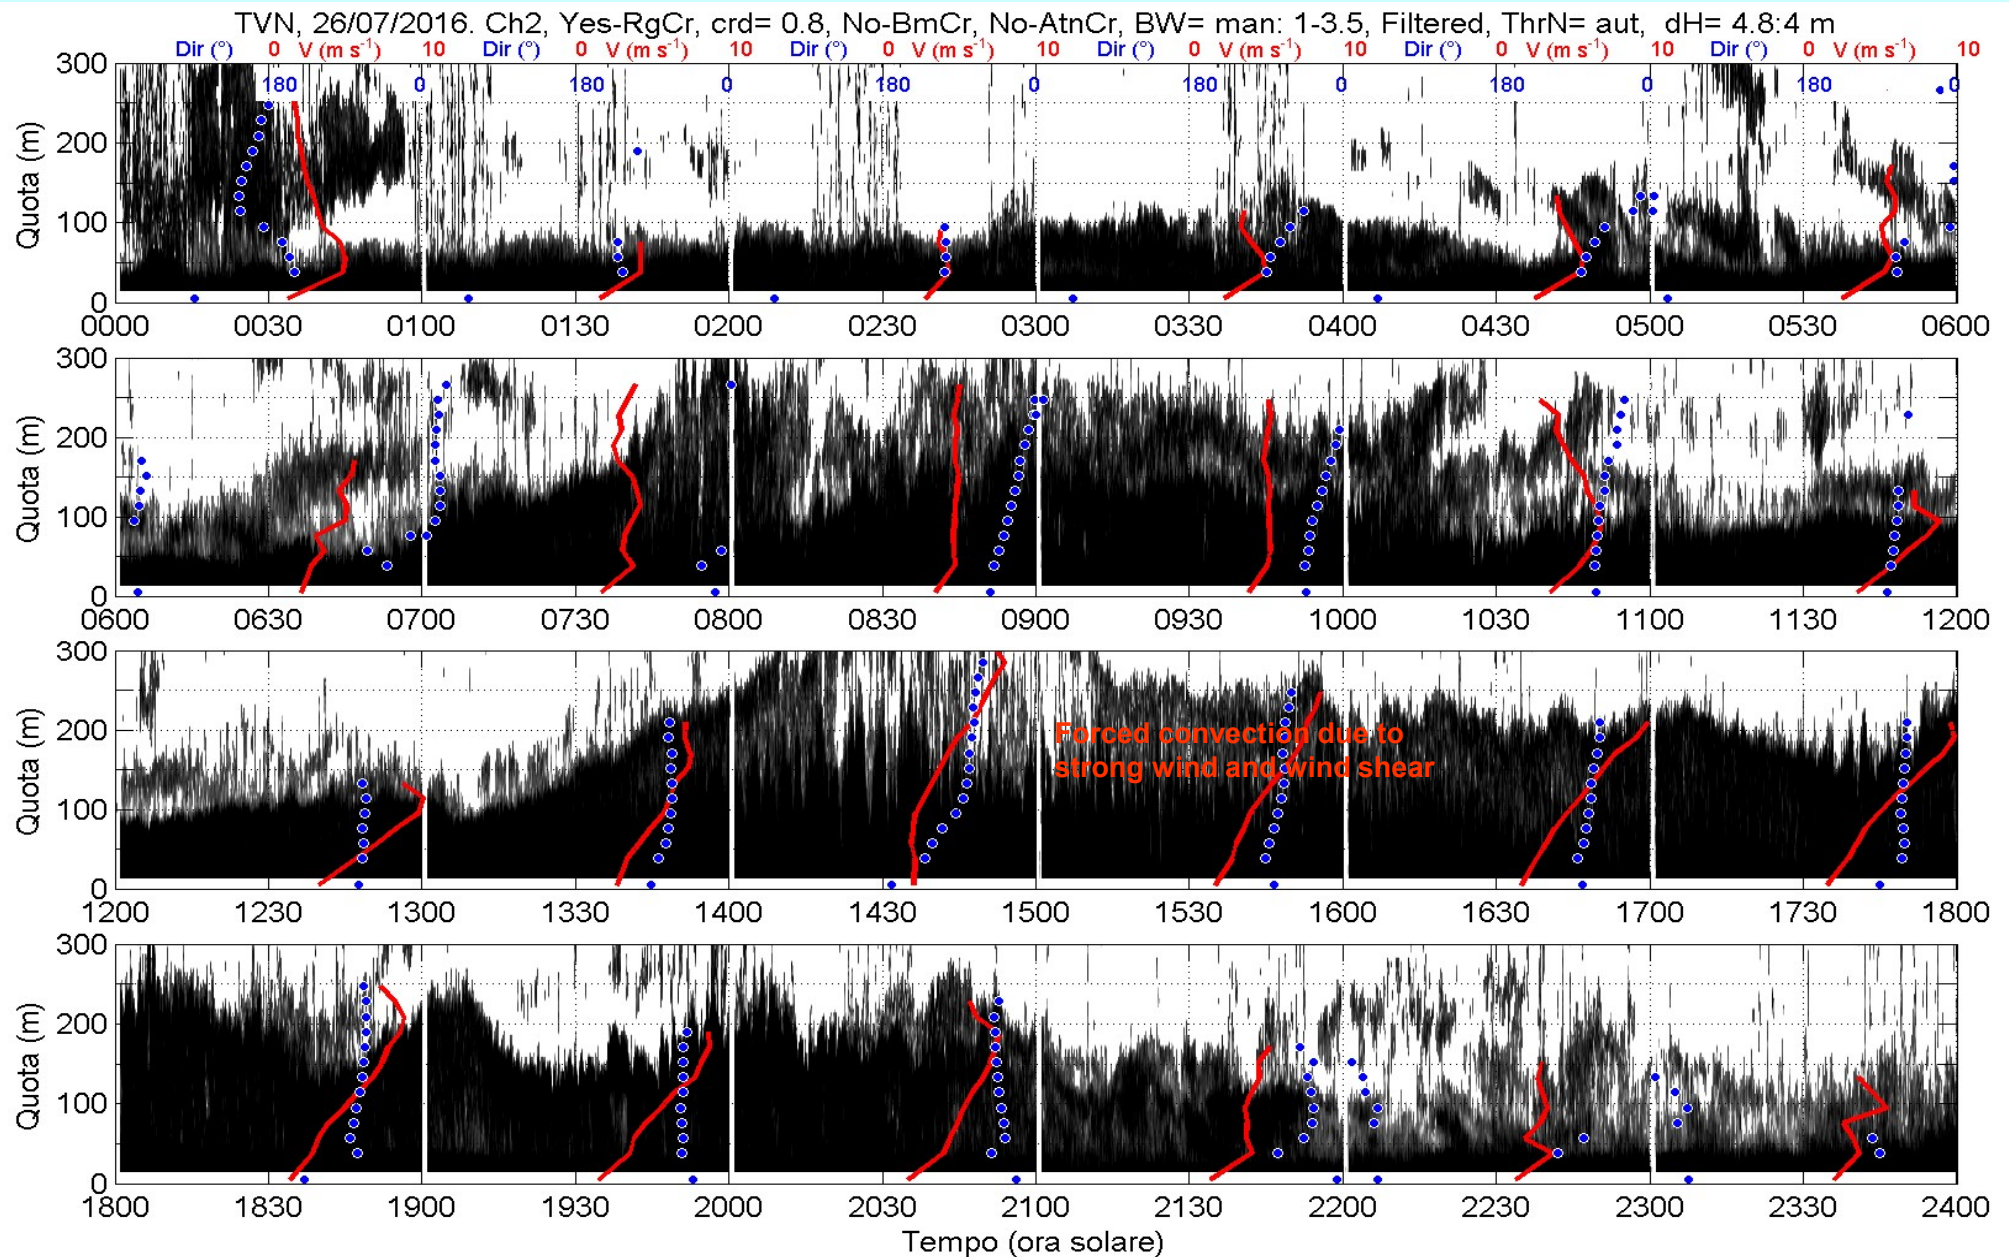 TVN, 26/07/2016. Ch2, Yes-RgCr, crd= 0.8, No-BmCr, No-AtnCr, BW= man: 1-3.5, Filtered, ThrN= aut, dH= 4.8:4 m
Dir (°) 0 V (m s⁻¹) 10 Dir (°) 0 V (m s⁻¹) 10 Dir (°) 0 V (m s⁻¹) 10 Dir (°) 0 V (m s⁻¹) 10 Dir (°) 0 V (m s⁻¹) 10 Dir (°) 0 V (m s⁻¹) 10
180 0 180 0 180 0 180 0 180 0 180 0
300
200
100
0
Quota (m)
0000 0030 0100 0130 0200 0230 0300 0330 0400 0430 0500 0530 0600
300
200
100
0
Quota (m)
0600 0630 0700 0730 0800 0830 0900 0930 1000 1030 1100 1130 1200
300
200
100
0
Quota (m)
Forced convection due to
strong wind and wind shear
1200 1230 1300 1330 1400 1430 1500 1530 1600 1630 1700 1730 1800
300
200
100
0
Quota (m)
1800 1830 1900 1930 2000 2030 2100 2130 2200 2230 2300 2330 2400
Tempo (ora solare)